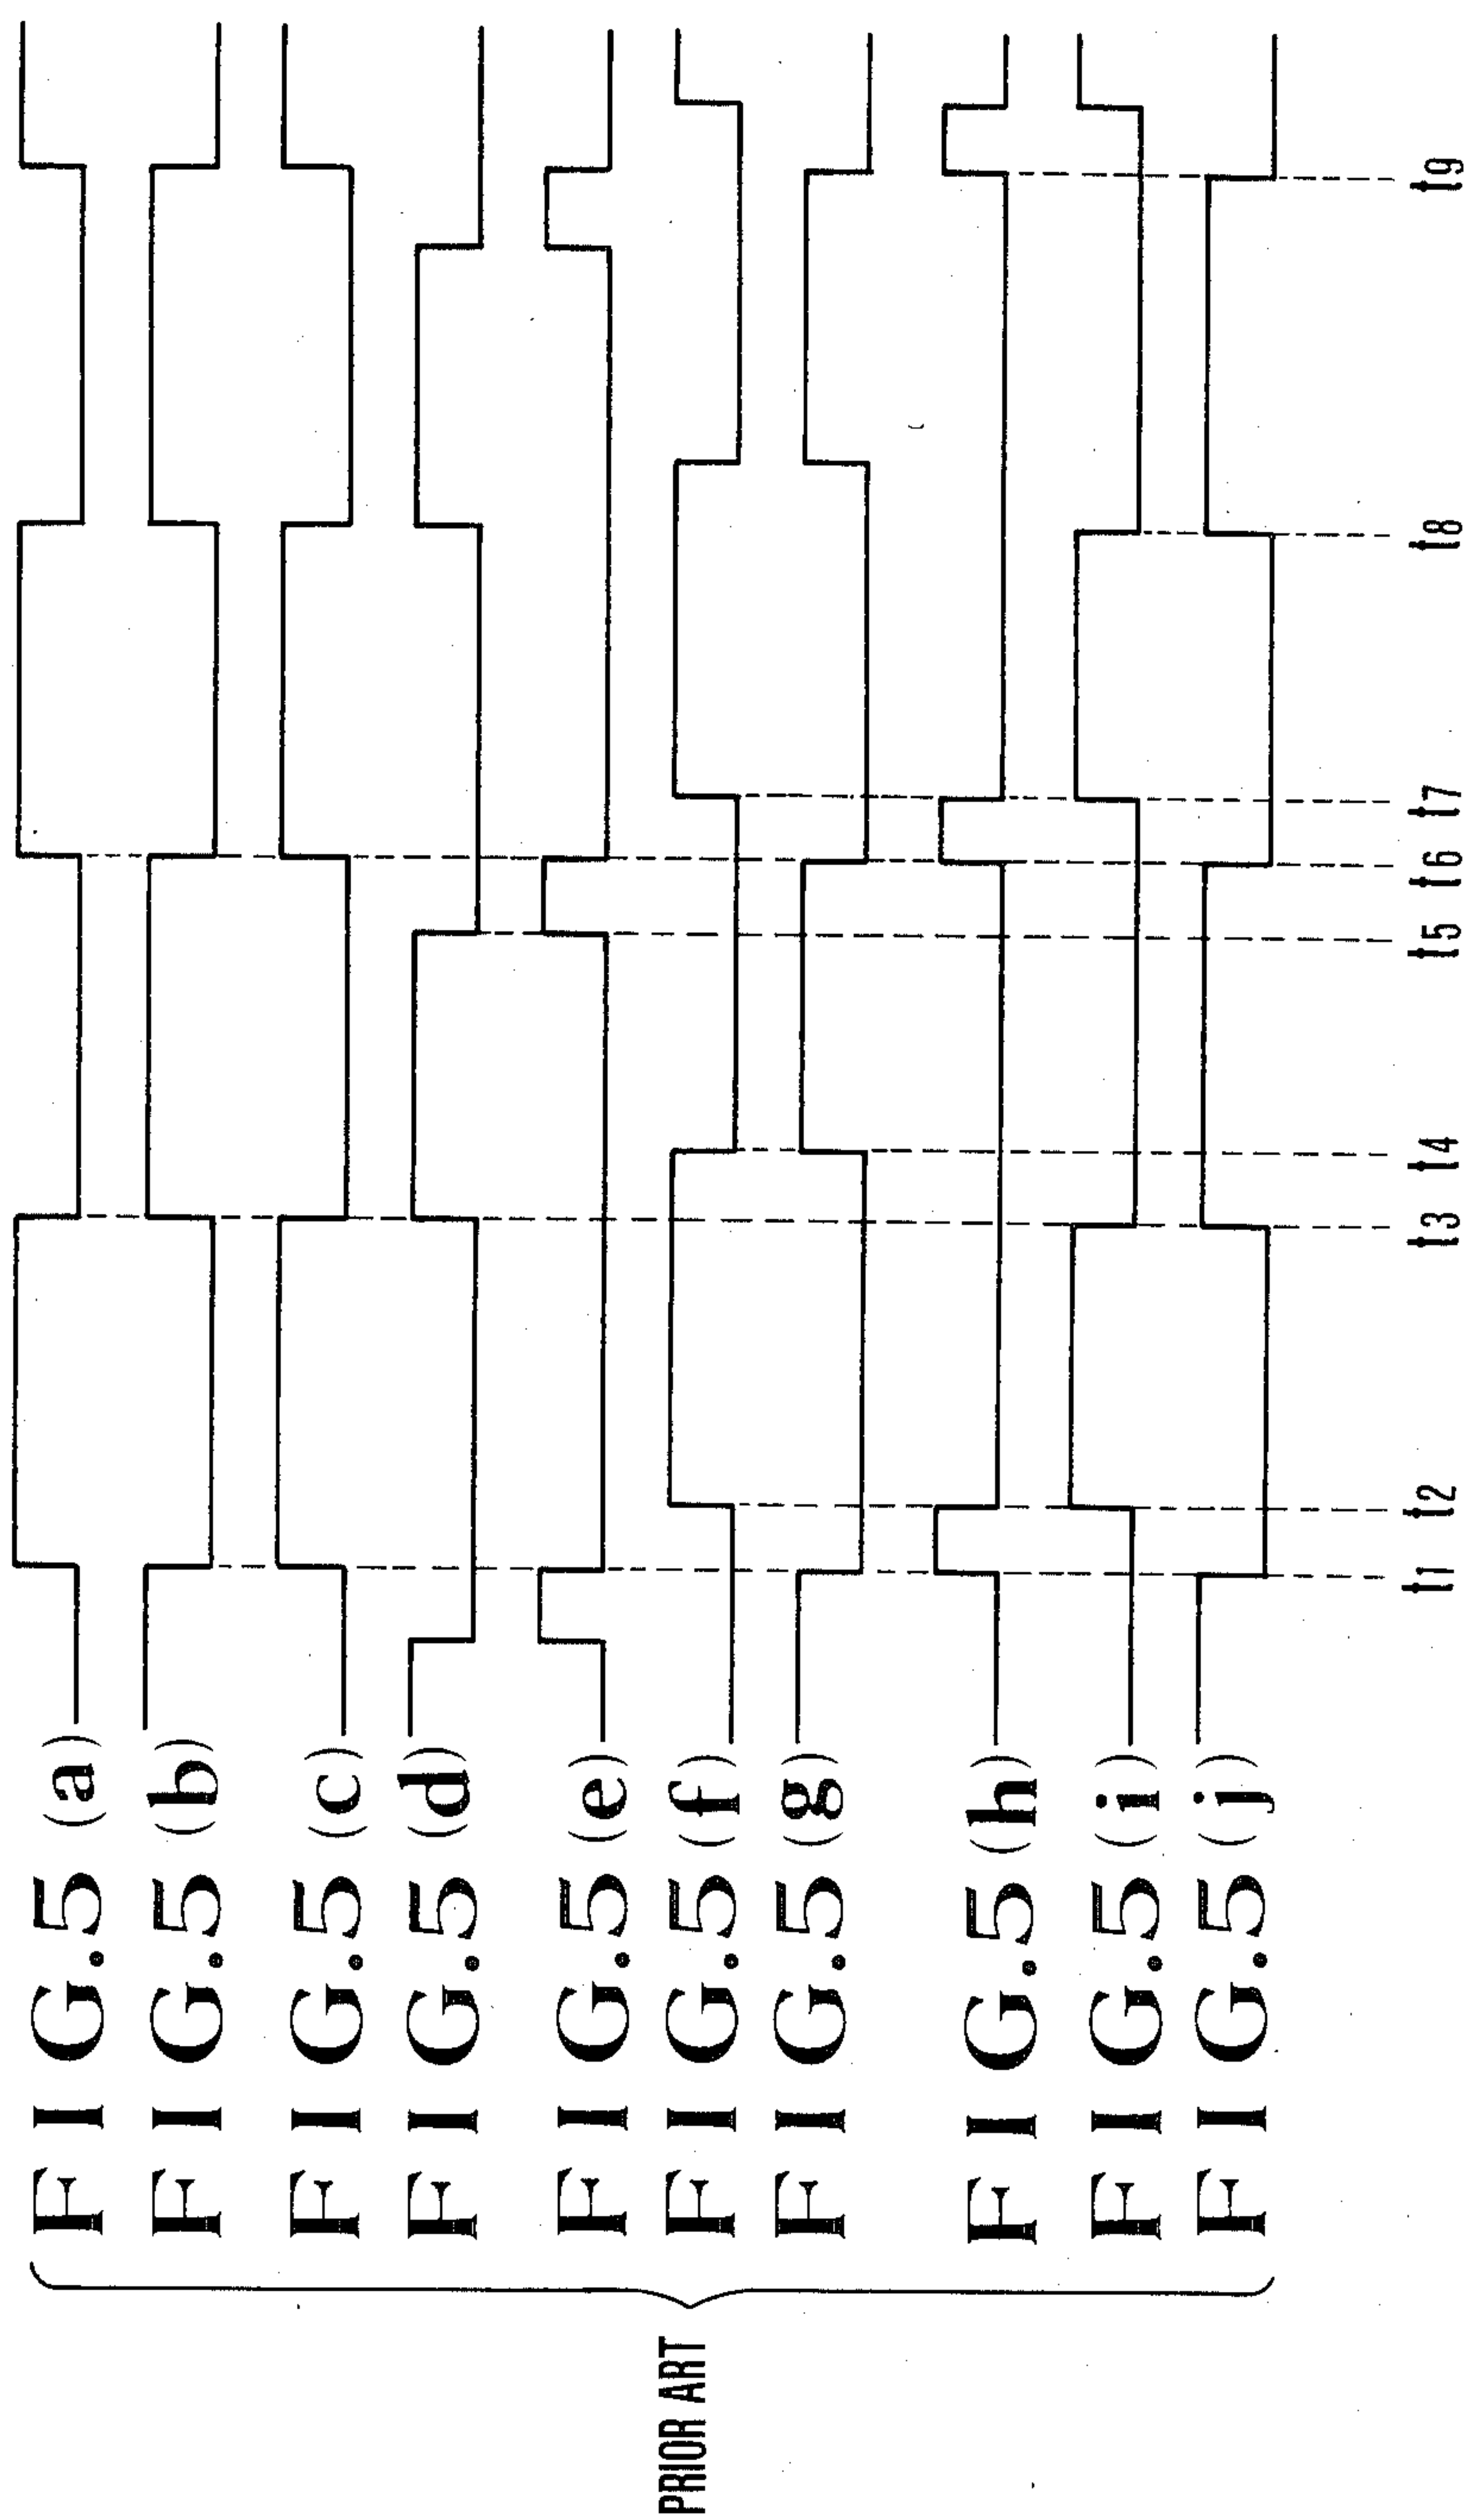 PRIOR ART
FIG.5(a)
FIG.5(b)
FIG.5(c)
FIG.5(d)
FIG.5(e)
FIG.5(f)
FIG.5(g)
FIG.5(h)
FIG.5(i)
FIG.5(j)
t1 t2 t3 t4 t5 t6 t7 t8 t9